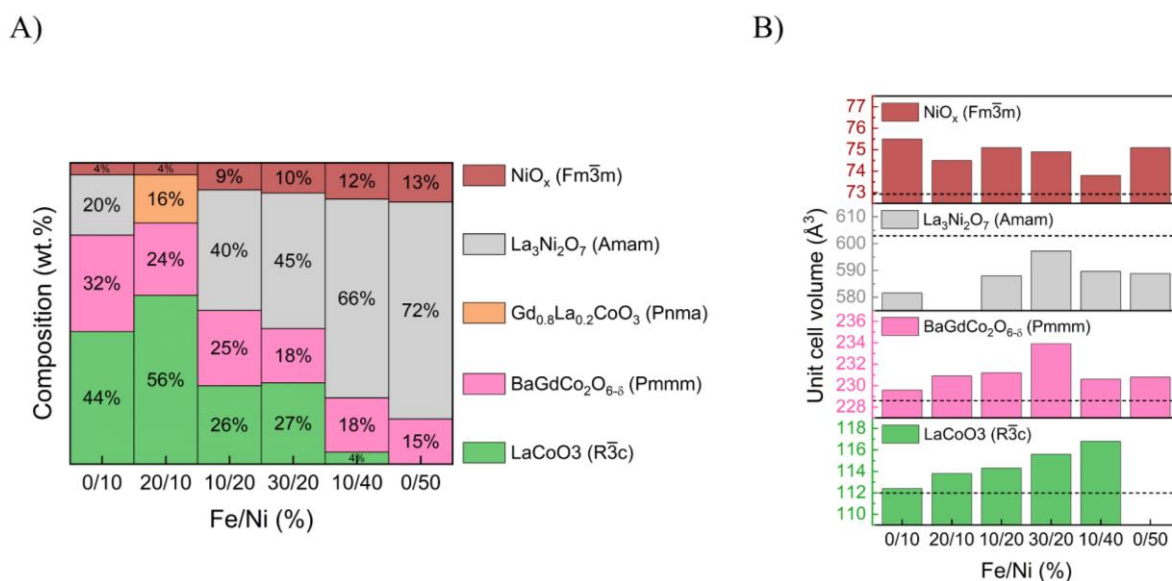 A)
Composition (wt.%)
4%
20%
32%
44%
4%
16%
24%
56%
9%
40%
25%
26%
10%
45%
18%
27%
12%
66%
18%
4%
13%
72%
15%
0/10 20/10 10/20 30/20 10/40 0/50
Fe/Ni (%)
NiOₓ (Fm3̅m)
La₃Ni₂O₇ (Amam)
Gd₀.₈La₀.₂CoO₃ (Pnma)
BaGdCo₂O₆₋δ (Pmmm)
LaCoO3 (R3̅c)
B)
Unit cell volume (Å³)
77
76
75
74
73
NiOₓ (Fm3̅m)
610
600
590
580
La₃Ni₂O₇ (Amam)
236
234
230
228
BaGdCo₂O₆₋δ (Pmmm)
118
114
112
110
LaCoO3 (R3̅c)
0/10 20/10 10/20 30/20 10/40 0/50
Fe/Ni (%)